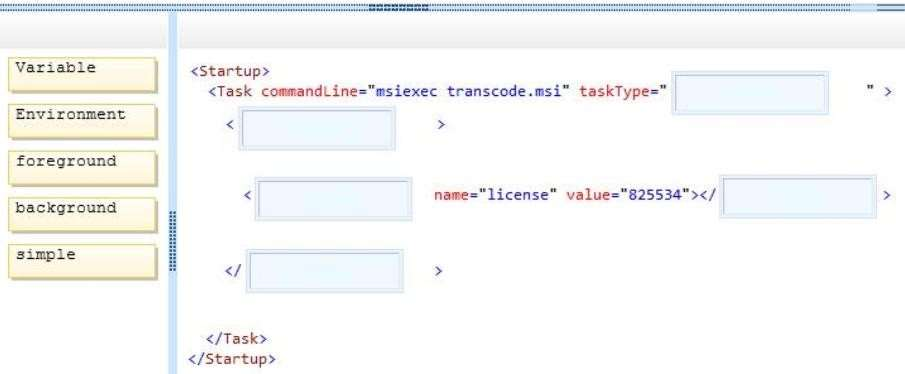 Variable
Environment
foreground
background
simple
<Startup>
<Task commandLine="msiexec transcode.msi" taskType=" " >
< >
< name="license" value="825534"></ >
</ >
</Task>
</Startup>